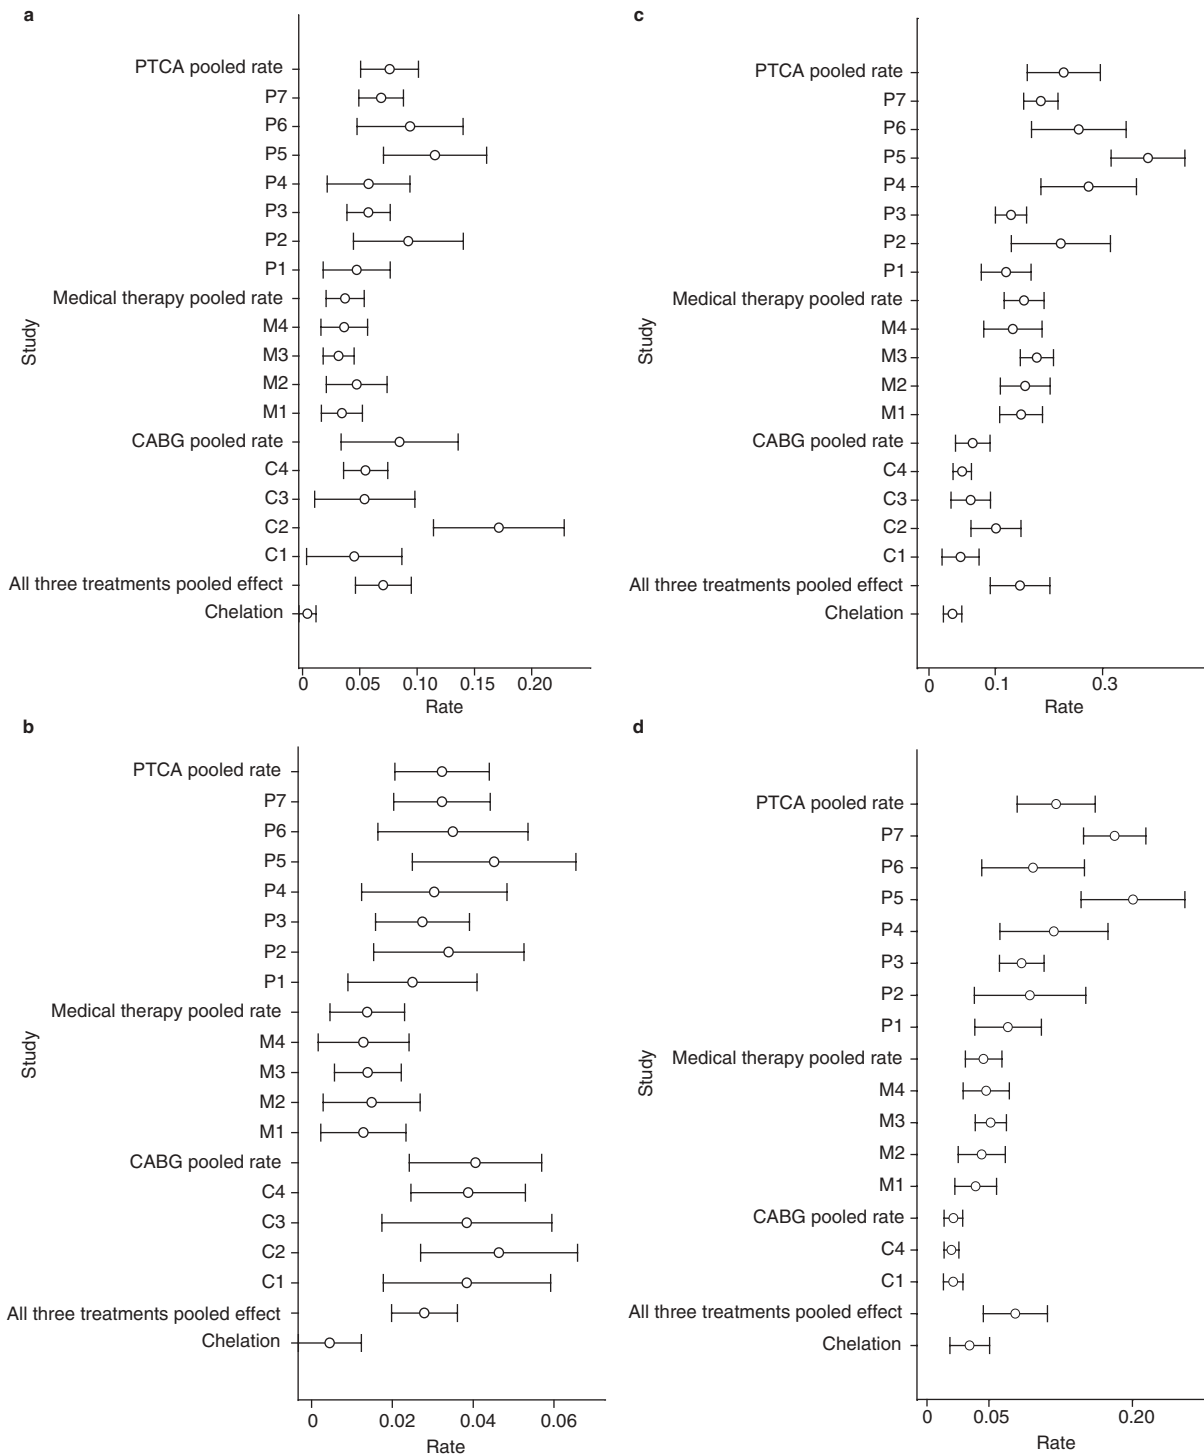 a
PTCA pooled rate
P7
P6
P5
P4
P3
P2
P1
Medical therapy pooled rate
M4
M3
M2
M1
CABG pooled rate
C4
C3
C2
C1
All three treatments pooled effect
Chelation
Study
0 0.05 0.10 0.15 0.20
Rate
b
PTCA pooled rate
P7
P6
P5
P4
P3
P2
P1
Medical therapy pooled rate
M4
M3
M2
M1
CABG pooled rate
C4
C3
C2
C1
All three treatments pooled effect
Chelation
Study
0 0.02 0.04 0.06
Rate
c
PTCA pooled rate
P7
P6
P5
P4
P3
P2
P1
Medical therapy pooled rate
M4
M3
M2
M1
CABG pooled rate
C4
C3
C2
C1
All three treatments pooled effect
Chelation
Study
0 0.1 0.3
Rate
d
PTCA pooled rate
P7
P6
P5
P4
P3
P2
P1
Medical therapy pooled rate
M4
M3
M2
M1
CABG pooled rate
C4
C1
All three treatments pooled effect
Chelation
Study
0 0.05 0.20
Rate